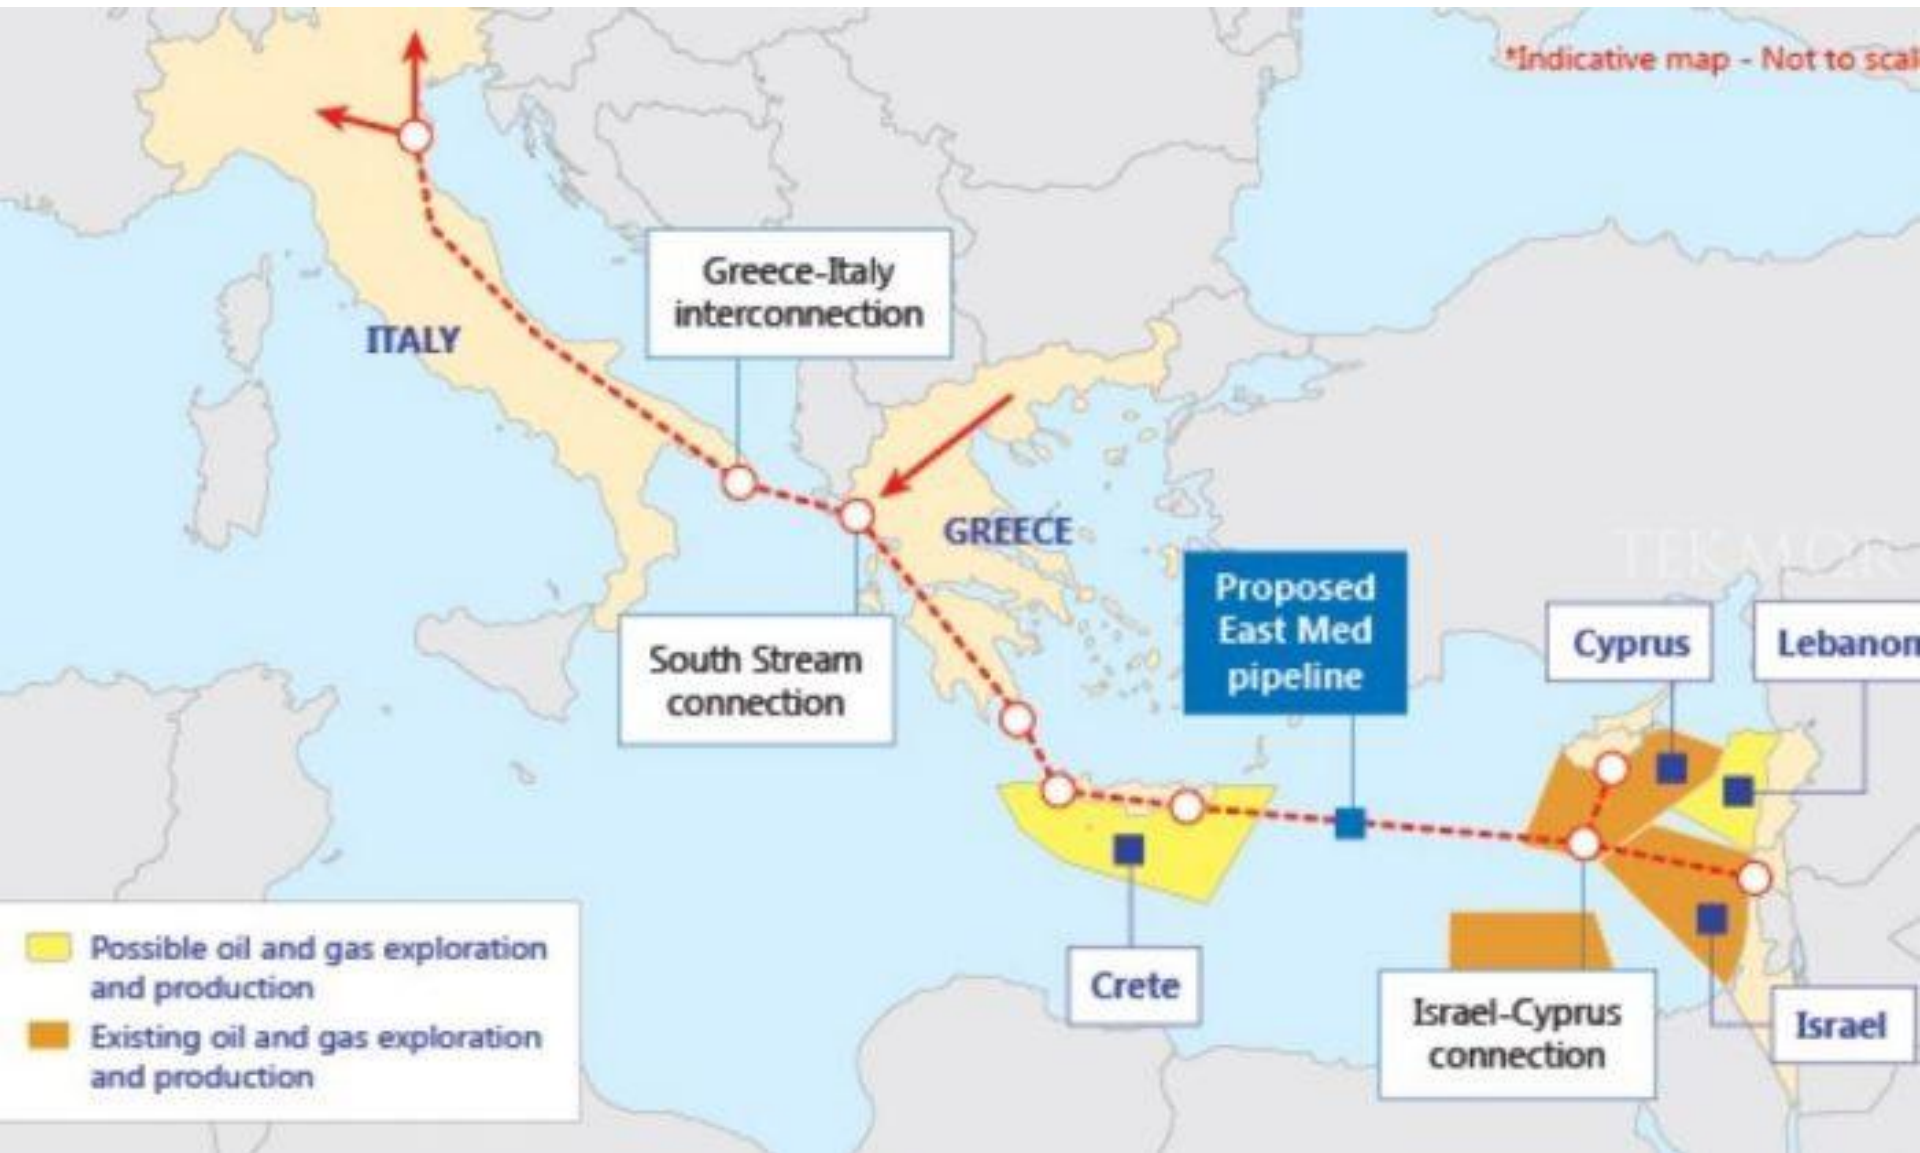 *Indicative map - Not to scal
Greece-Italy
interconnection
ITALY
GREECE
TEKMOR
Proposed
East Med
pipeline
Cyprus
Lebanon
South Stream
connection
Possible oil and gas exploration
and production
Existing oil and gas exploration
and production
Crete
Israel-Cyprus
connection
Israel